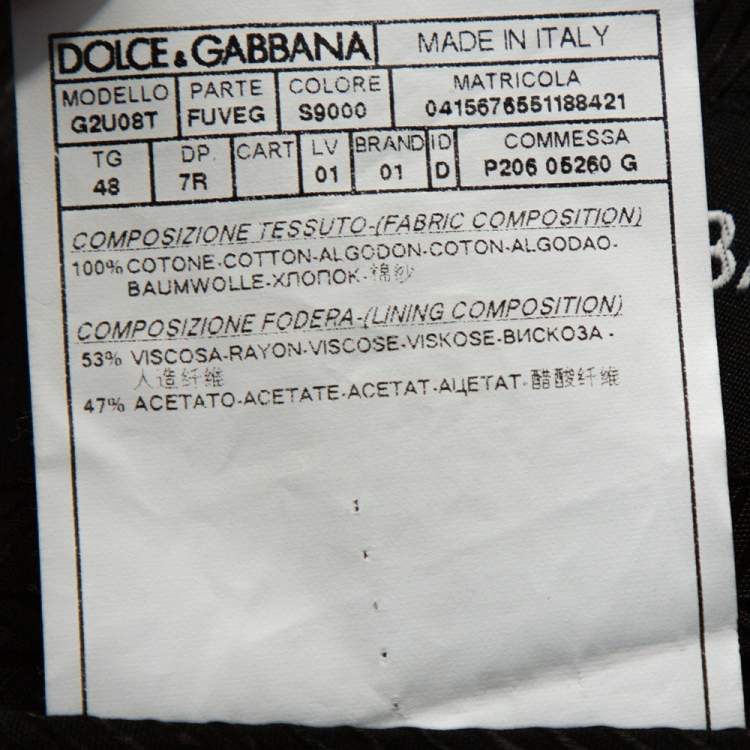 DOLCE & GABBANA MADE IN ITALY
MODELLO PARTE COLORE MATRICOLA
G2U08T FUVEG S9000 0415676551188421
TG DP. CART LV BRAND ID COMMESSA
48 7R 01 01 D P206 05260 G
COMPOSIZIONE TESSUTO-(FABRIC COMPOSITION)
100% COTONE-COTTON-ALGODON-COTON-ALGODAO-
BAUMWOLLE-ХЛОПОК-棉纱
COMPOSIZIONE FODERA-(LINING COMPOSITION)
53% VISCOSA-RAYON-VISCOSE-VISKOSE-ВИСКОЗА-
人造纤维
47% ACETATO-ACETATE-ACETAT-АЦЕТАТ-醋酸纤维